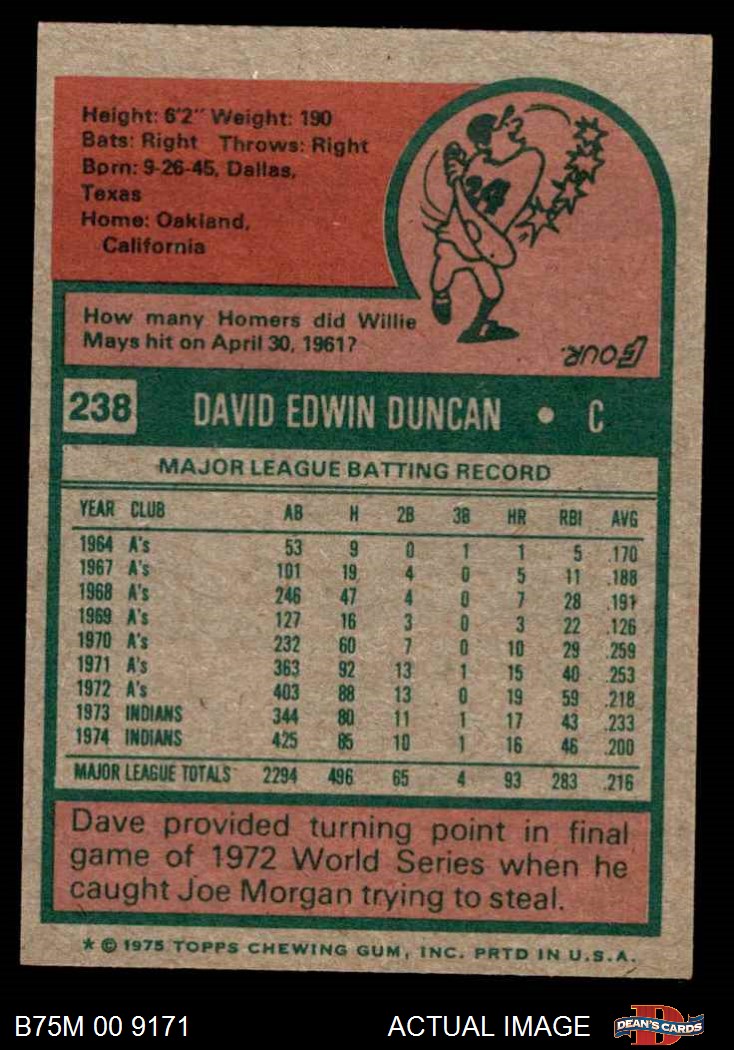 Height: 6'2" Weight: 190
Bats: Right Throws: Right
Born: 9-26-45, Dallas,
Texas
Home: Oakland,
California
24
How many Homers did Willie
Mays hit on April 30, 1961?
FOUR.
238 DAVID EDWIN DUNCAN • C
MAJOR LEAGUE BATTING RECORD
YEAR CLUB AB H 2B 3B HR RBI AVG
1964 A's 53 9 0 1 1 5 .170
1967 A's 101 19 4 0 5 11 .188
1968 A's 246 47 4 0 7 28 .191
1969 A's 127 16 3 0 3 22 .126
1970 A's 232 60 7 0 10 29 .259
1971 A's 363 92 13 1 15 40 .253
1972 A's 403 88 13 0 19 59 .218
1973 INDIANS 344 80 11 1 17 43 .233
1974 INDIANS 425 85 10 1 16 46 .200
MAJOR LEAGUE TOTALS 2294 496 65 4 93 283 .216
Dave provided turning point in final
game of 1972 World Series when he
caught Joe Morgan trying to steal.
* © 1975 TOPPS CHEWING GUM, INC. PRTD IN U.S.A.
B75M 00 9171 ACTUAL IMAGE D DEAN'S CARDS